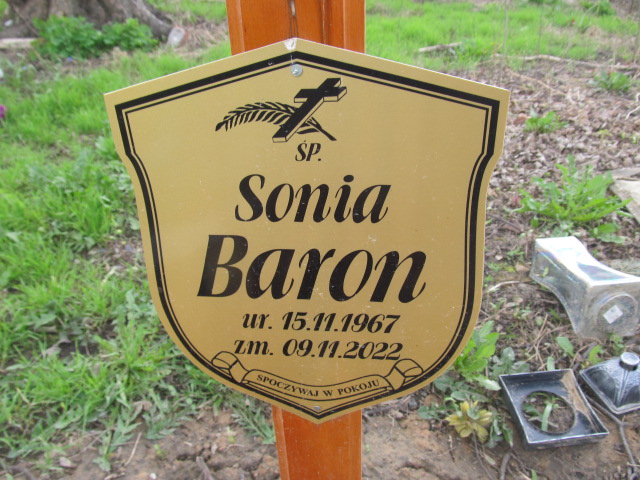 ŚP.
Sonia
Baron
ur. 15.11.1967
zm. 09.11.2022
SPOCZYWAJ W POKOJU